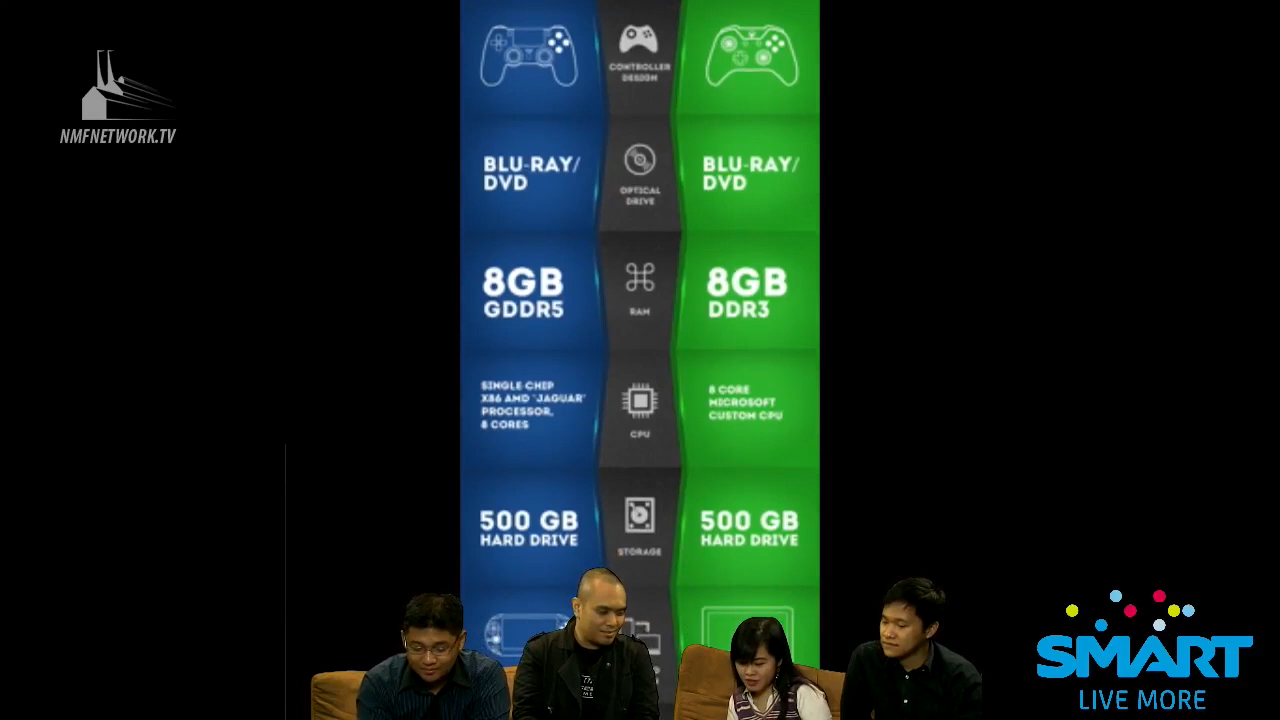 NMFNETWORK.TV
CONTROLLER
DESIGN
BLU-RAY/
DVD
OPTICAL
DRIVE
BLU-RAY/
DVD
8GB
GDDR5
RAM
8GB
DDR3
SINGLE-CHIP
X86 AMD "JAGUAR"
PROCESSOR,
8 CORES
CPU
8 CORE
MICROSOFT
CUSTOM CPU
500 GB
HARD DRIVE
STORAGE
500 GB
HARD DRIVE
SMART
LIVE MORE